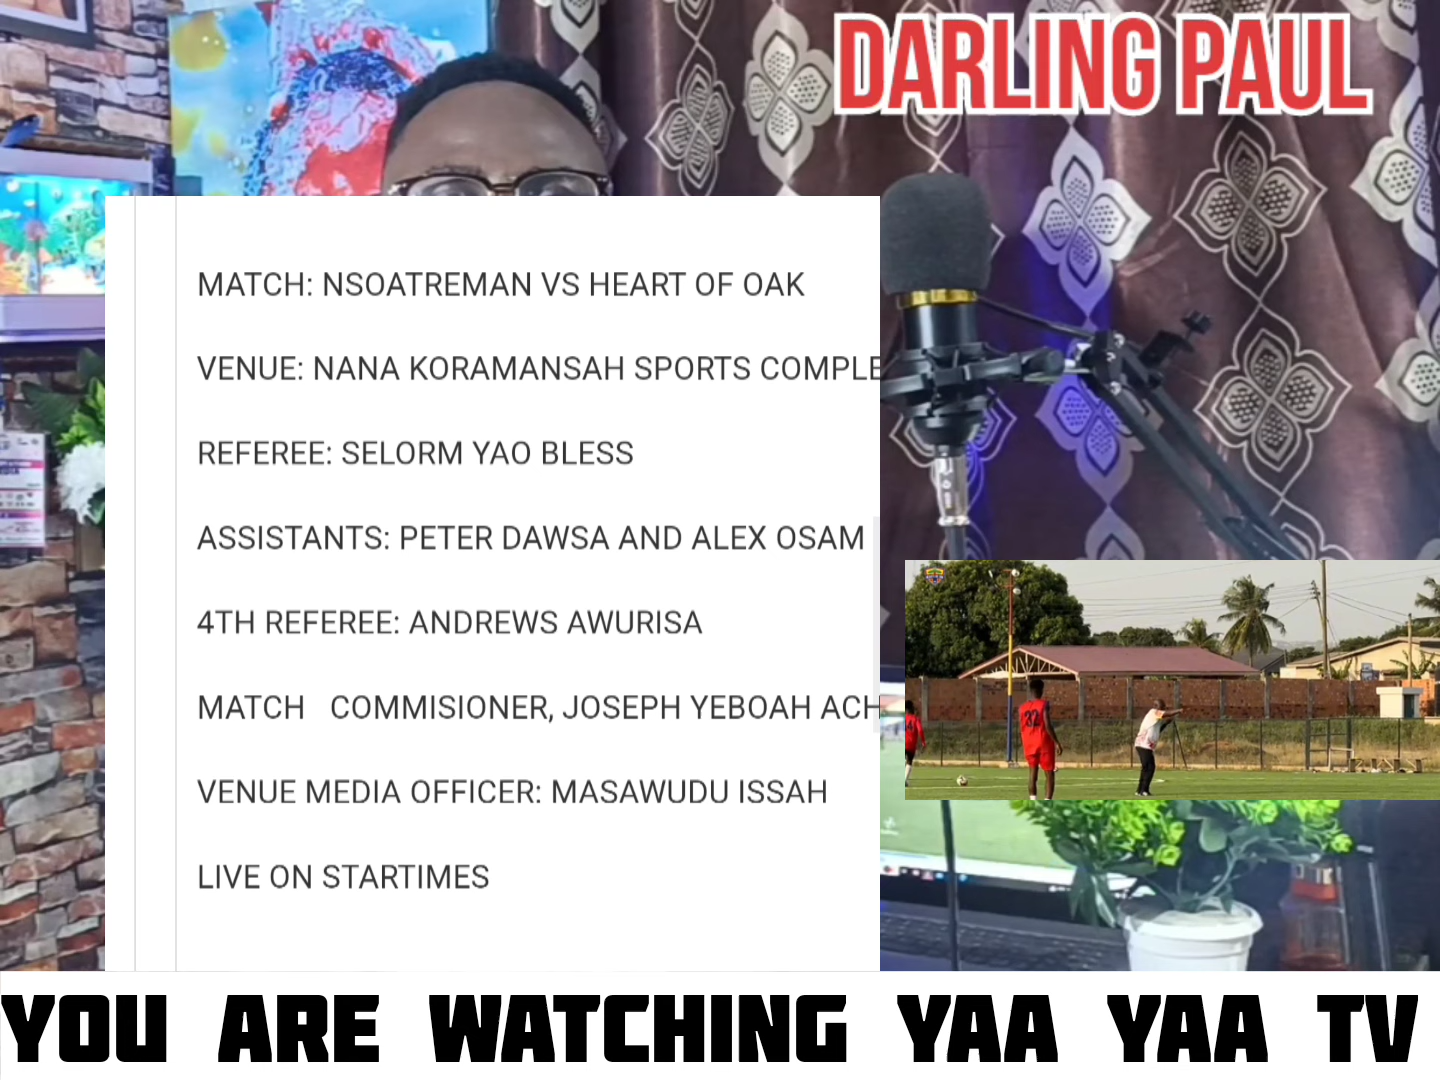 DARLING PAUL
MATCH: NSOATREMAN VS HEART OF OAK
VENUE: NANA KORAMANSAH SPORTS COMPLE
REFEREE: SELORM YAO BLESS
ASSISTANTS: PETER DAWSA AND ALEX OSAM
4TH REFEREE: ANDREWS AWURISA
MATCH COMMISIONER, JOSEPH YEBOAH ACH
VENUE MEDIA OFFICER: MASAWUDU ISSAH
LIVE ON STARTIMES
32
YOU ARE WATCHING YAA YAA TV